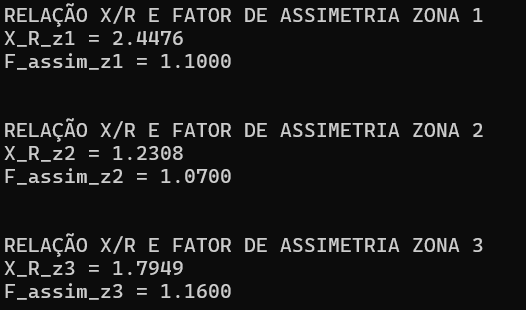 RELAÇÃO X/R E FATOR DE ASSIMETRIA ZONA 1
X_R_z1 = 2.4476
F_assim_z1 = 1.1000
RELAÇÃO X/R E FATOR DE ASSIMETRIA ZONA 2
X_R_z2 = 1.2308
F_assim_z2 = 1.0700
RELAÇÃO X/R E FATOR DE ASSIMETRIA ZONA 3
X_R_z3 = 1.7949
F_assim_z3 = 1.1600